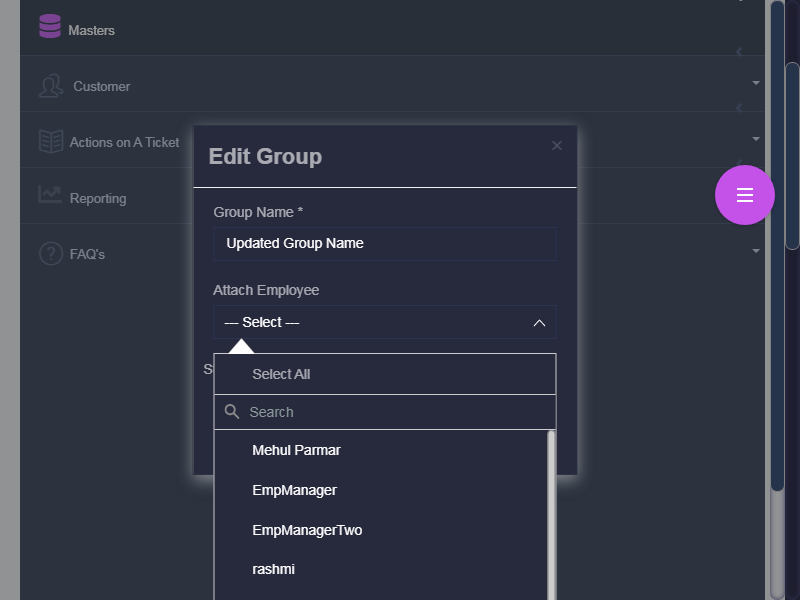 Masters
Customer
Actions on A Ticket
Reporting
FAQ's
Edit Group
×
Group Name *
Updated Group Name
Attach Employee
--- Select ---
S
Select All
Search
Mehul Parmar
EmpManager
EmpManagerTwo
rashmi